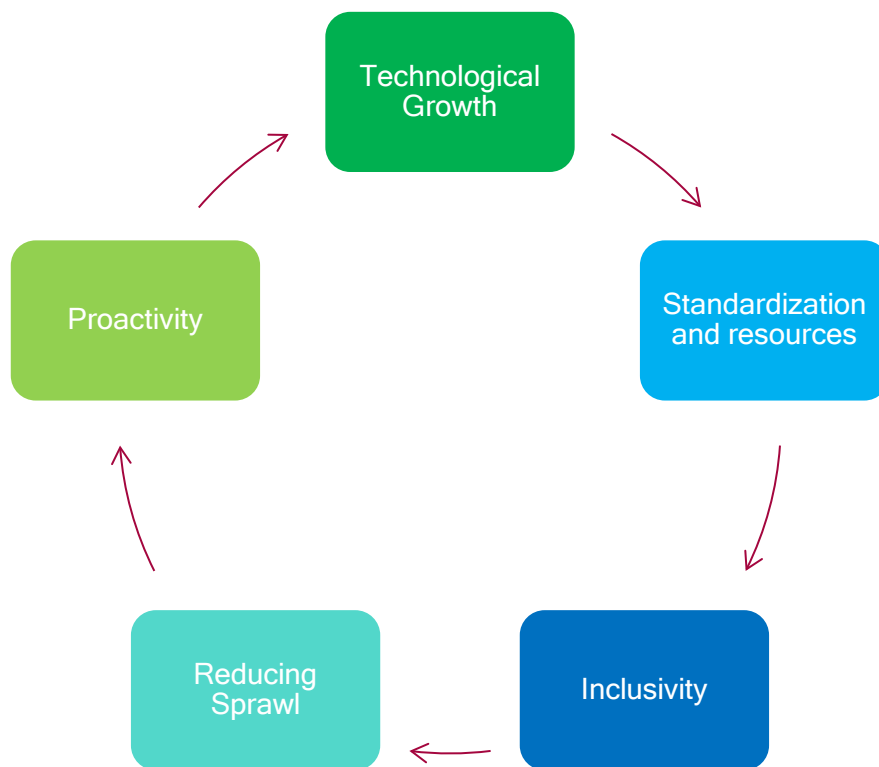 Technological
Growth
Standardization
and resources
Inclusivity
Reducing
Sprawl
Proactivity